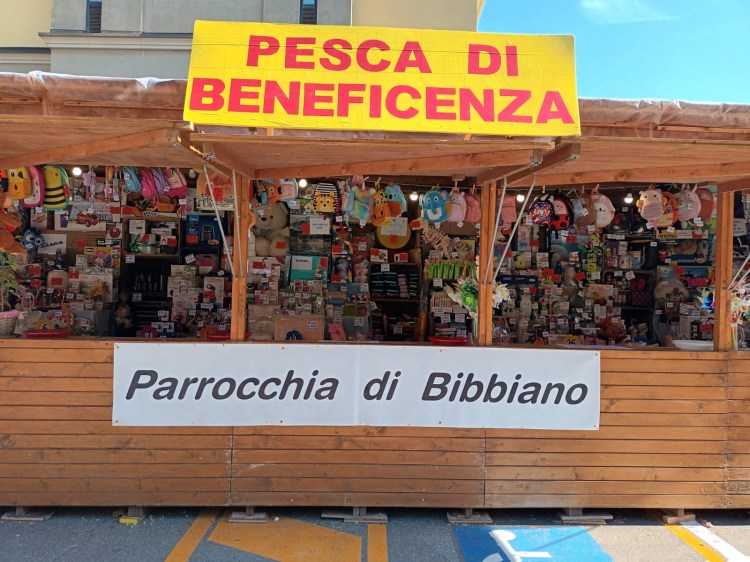 PESCA DI
BENEFICENZA
Parrocchia di Bibbiano